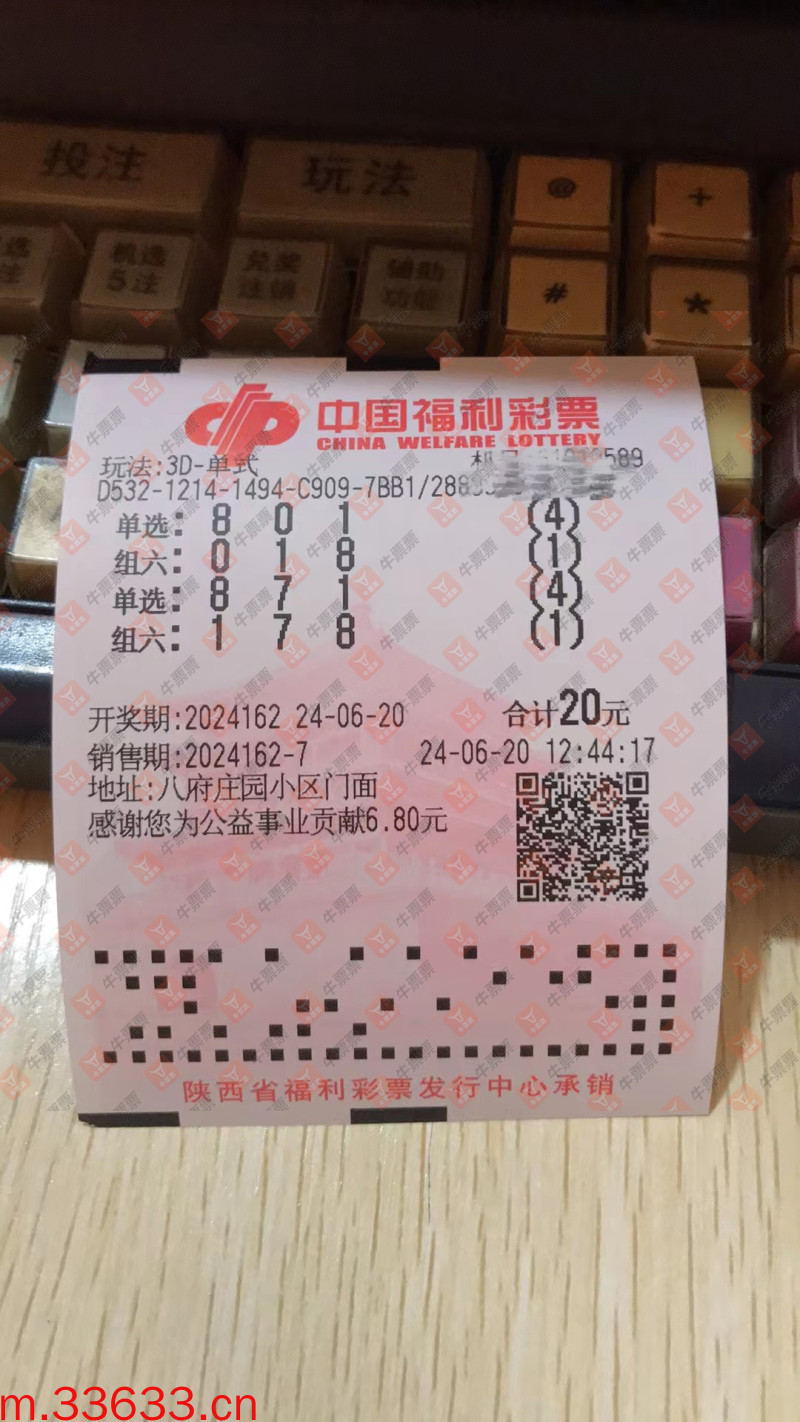 投注 玩法 @ +
机选
5注 兑奖
注销 辅助
功能 # *
中国福利彩票
CHINA WELFARE LOTTERY
玩法:3D-单式 589
D532-1214-1494-C909-7BB1/288
单选: 8 0 1 (4)
组六: 0 1 8 (1)
单选: 8 7 1 (4)
组六: 1 7 8 (1)
开奖期:2024162 24-06-20 合计20元
销售期:2024162-7 24-06-20 12:44:17
地址:八府庄园小区门面
感谢您为公益事业贡献6.80元
陕西省福利彩票发行中心承销
牛票票
m.33633.cn